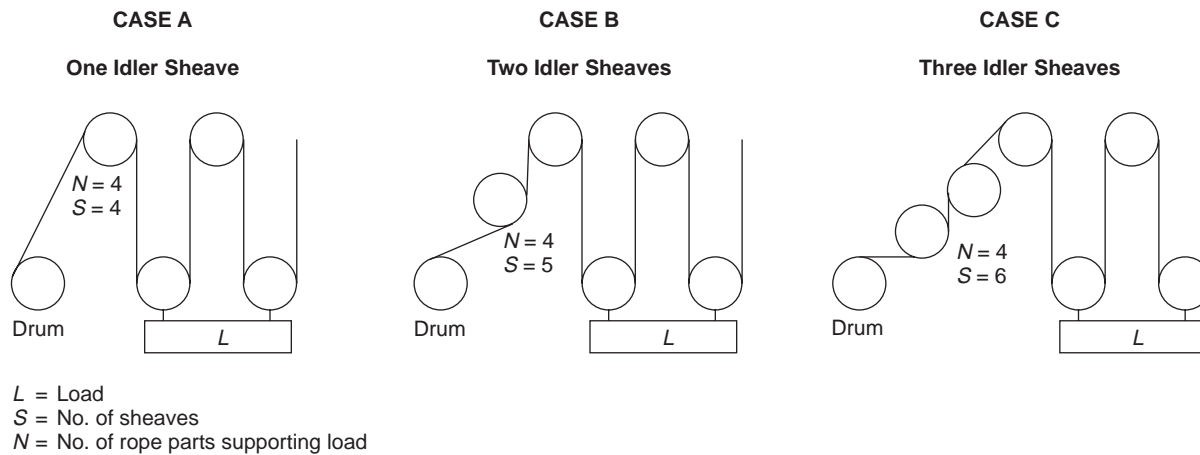 CASE A
One Idler Sheave
N = 4
S = 4
Drum
L
CASE B
Two Idler Sheaves
N = 4
S = 5
Drum
L
CASE C
Three Idler Sheaves
N = 4
S = 6
Drum
L
L = Load
S = No. of sheaves
N = No. of rope parts supporting load